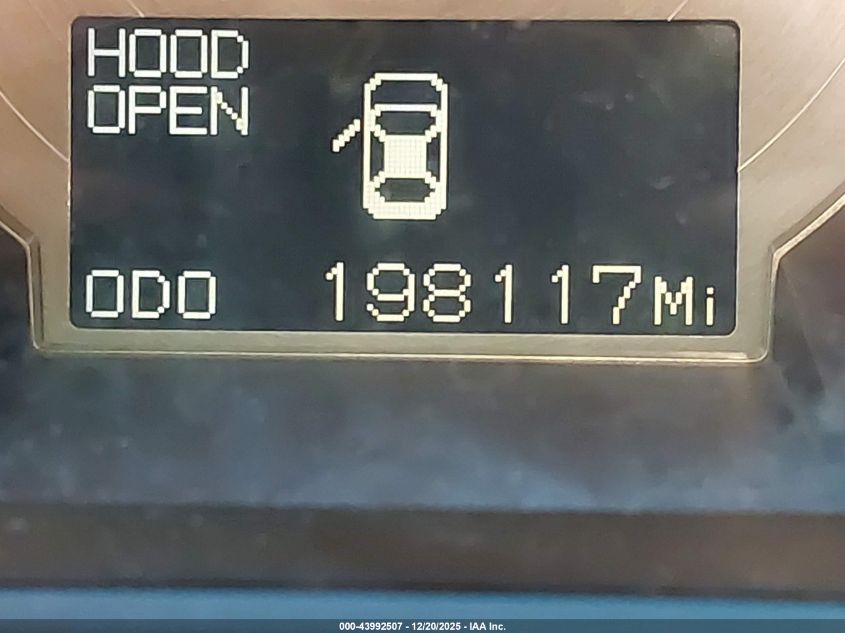 HOOD
OPEN
ODO 198117Mi
000-43992507 - 12/20/2025 - IAA Inc.